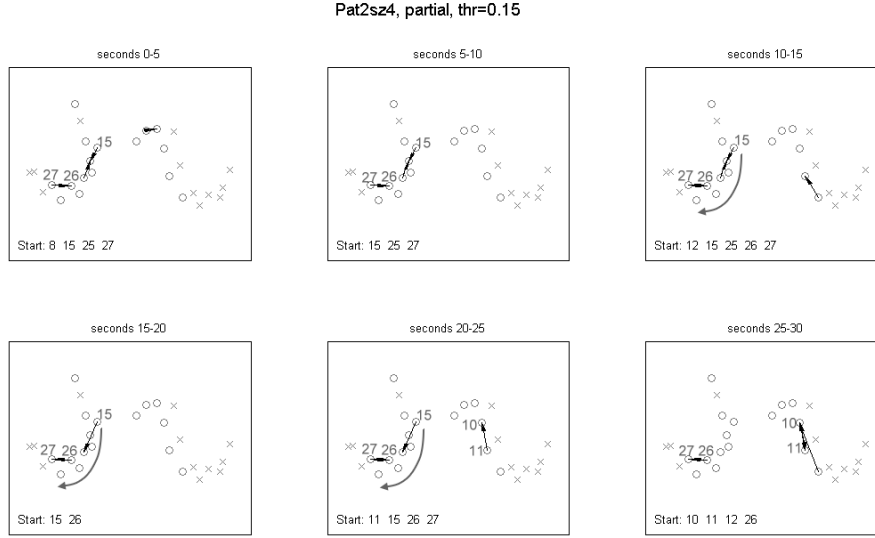 Pat2sz4, partial, thr=0.15
seconds 0-5
15
27 26
Start: 8 15 25 27
seconds 5-10
15
27 26
Start: 15 25 27
seconds 10-15
15
27 26
Start: 12 15 25 26 27
seconds 15-20
15
27 26
Start: 15 26
seconds 20-25
15
10
27 26
11
Start: 11 15 26 27
seconds 25-30
10
27 26
11
Start: 10 11 12 26